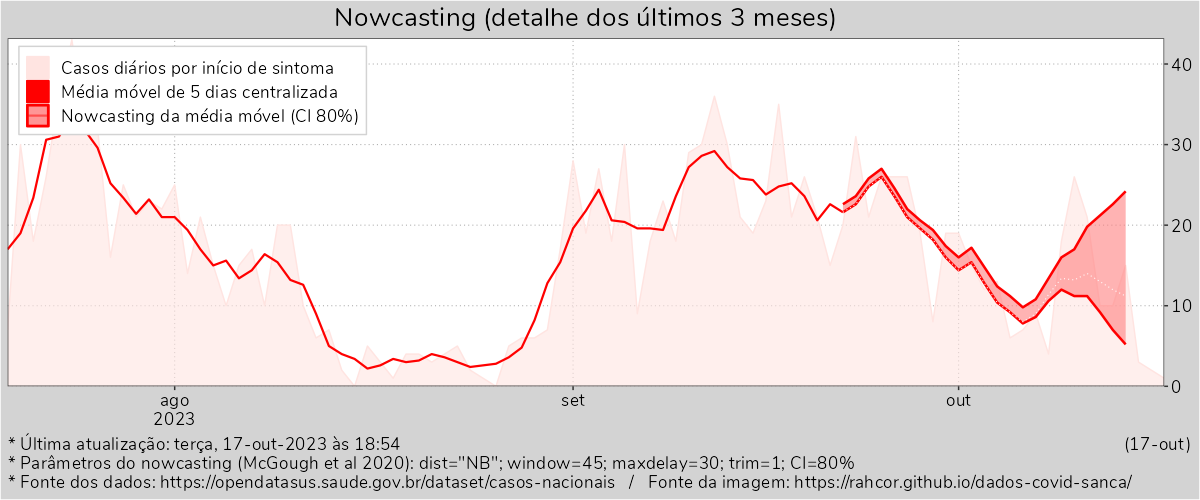 Nowcasting (detalhe dos últimos 3 meses)
Casos diários por início de sintoma
Média móvel de 5 dias centralizada
Nowcasting da média móvel (CI 80%)
40
30
20
10
0
ago
2023
set
out
* Última atualização: terça, 17-out-2023 às 18:54
(17-out)
* Parâmetros do nowcasting (McGough et al 2020): dist="NB"; window=45; maxdelay=30; trim=1; CI=80%
* Fonte dos dados: https://opendatasus.saude.gov.br/dataset/casos-nacionais / Fonte da imagem: https://rahcor.github.io/dados-covid-sanca/